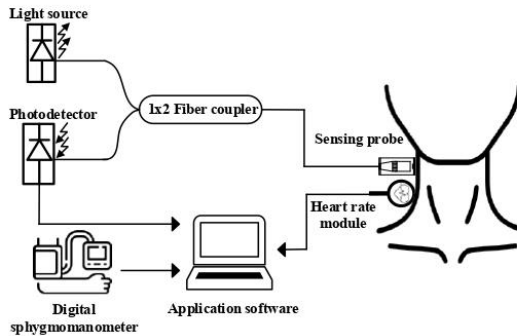 Light source
Photodetector
1x2 Fiber coupler
Sensing probe
Heart rate
module
Digital
sphygmomanometer
Application software